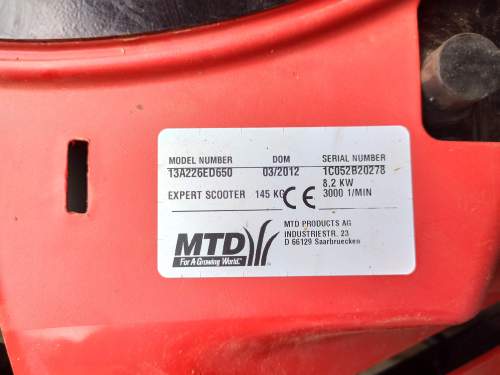 MODEL NUMBER DOM SERIAL NUMBER
13A226ED650 03/2012 1C052B20278
8.2 KW
EXPERT SCOOTER 145 KG CE 3000 1/MIN
MTD PRODUCTS AG
INDUSTRIESTR. 23
D 66129 Saarbruecken
MTD
For A Growing World.